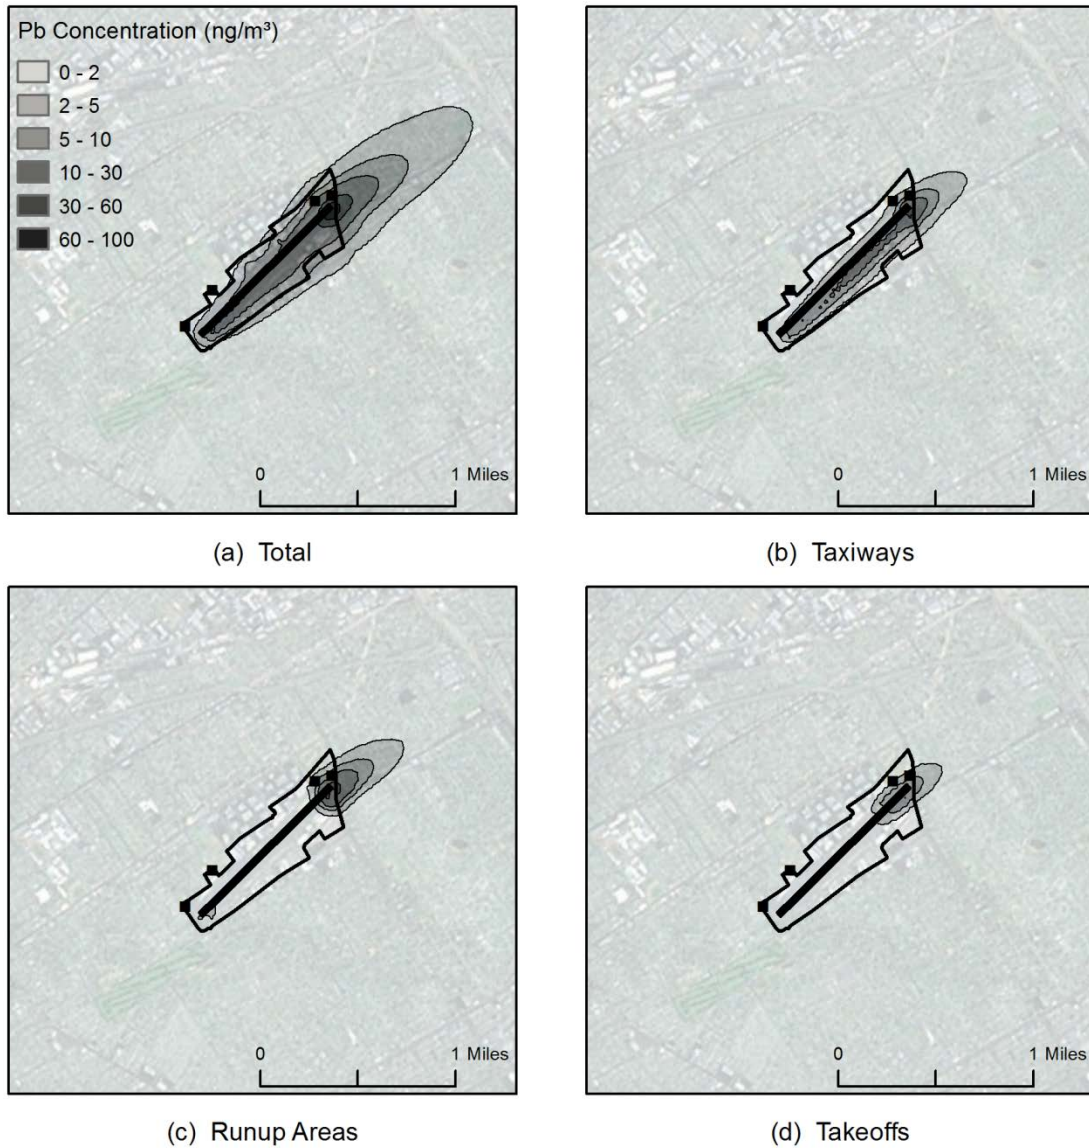 Pb Concentration (ng/m³)
0 - 2
2 - 5
5 - 10
10 - 30
30 - 60
60 - 100
0 1 Miles
0 1 Miles
(a) Total
(b) Taxiways
0 1 Miles
0 1 Miles
(c) Runup Areas
(d) Takeoffs